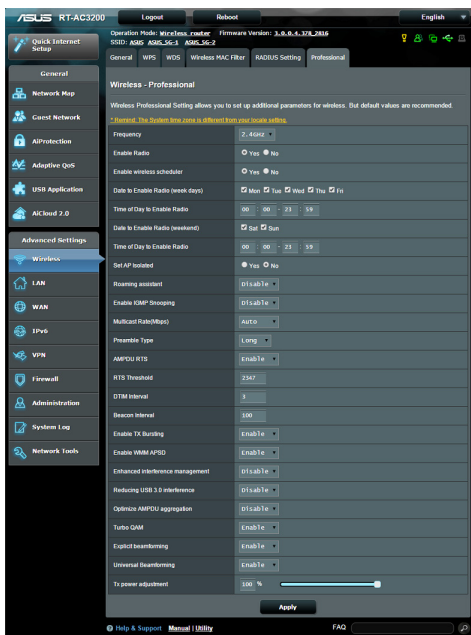 ASUS RT-AC3200 Logout Reboot English
Quick Internet Setup
Operation Mode: Wireless router Firmware Version: 3.0.0.4.378_2816
SSID: ASUS ASUS_5G-1 ASUS_5G-2
General WPS WDS Wireless MAC Filter RADIUS Setting Professional
General
Network Map
Guest Network
AiProtection
Adaptive QoS
USB Application
AiCloud 2.0
Advanced Settings
Wireless
LAN
WAN
IPv6
VPN
Firewall
Administration
System Log
Network Tools
Wireless - Professional
Wireless Professional Setting allows you to set up additional parameters for wireless. But default values are recommended.
* Remind: The System time zone is different from your locale setting.
Frequency 2.4GHz
Enable Radio Yes No
Enable wireless scheduler Yes No
Date to Enable Radio (week days) Mon Tue Wed Thu Fri
Time of Day to Enable Radio 00 : 00 - 23 : 59
Date to Enable Radio (weekend) Sat Sun
Time of Day to Enable Radio 00 : 00 - 23 : 59
Set AP Isolated Yes No
Roaming assistant Disable
Enable IGMP Snooping Disable
Multicast Rate(Mbps) Auto
Preamble Type Long
AMPDU RTS Enable
RTS Threshold 2347
DTIM Interval 3
Beacon Interval 100
Enable TX Bursting Enable
Enable WMM APSD Enable
Enhanced interference management Disable
Reducing USB 3.0 interference Disable
Optimize AMPDU aggregation Disable
Turbo QAM Enable
Explicit beamforming Enable
Universal Beamforming Enable
Tx power adjustment 100 %
Apply
Help & Support Manual | Utility FAQ